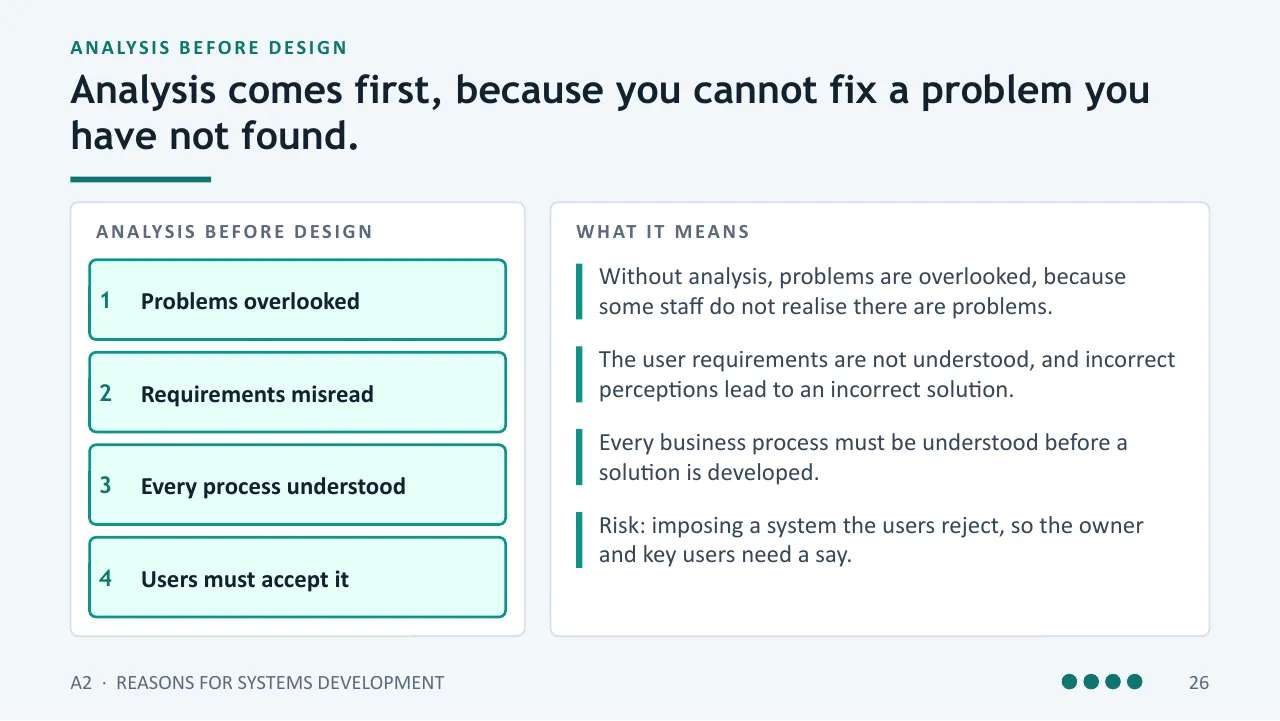 ANALYSIS BEFORE DESIGN
Analysis comes first, because you cannot fix a problem you
have not found.
ANALYSIS BEFORE DESIGN
1 Problems overlooked
2 Requirements misread
3 Every process understood
4 Users must accept it
WHAT IT MEANS
Without analysis, problems are overlooked, because
some staff do not realise there are problems.
The user requirements are not understood, and incorrect
perceptions lead to an incorrect solution.
Every business process must be understood before a
solution is developed.
Risk: imposing a system the users reject, so the owner
and key users need a say.
A2 · REASONS FOR SYSTEMS DEVELOPMENT
26